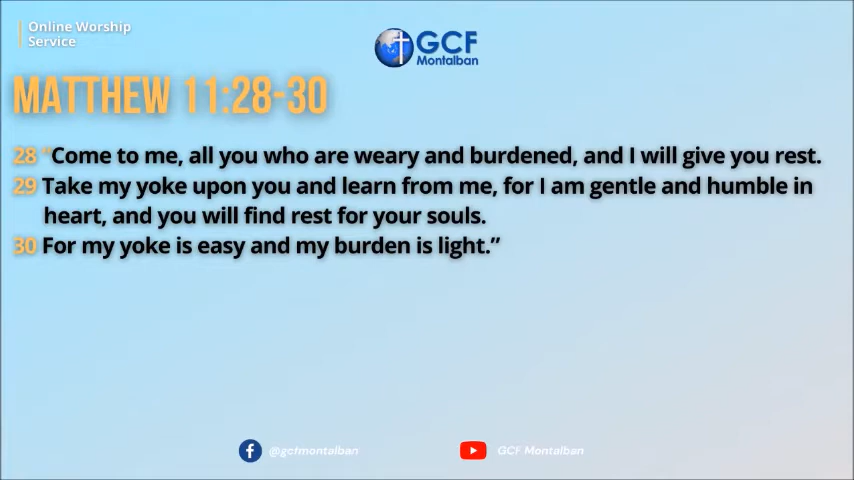 Online Worship
Service
GCF
Montalban
MATTHEW 11:28-30
28 "Come to me, all you who are weary and burdened, and I will give you rest.
29 Take my yoke upon you and learn from me, for I am gentle and humble in
heart, and you will find rest for your souls.
30 For my yoke is easy and my burden is light.”
@gcfmontalban
GCF Montalban